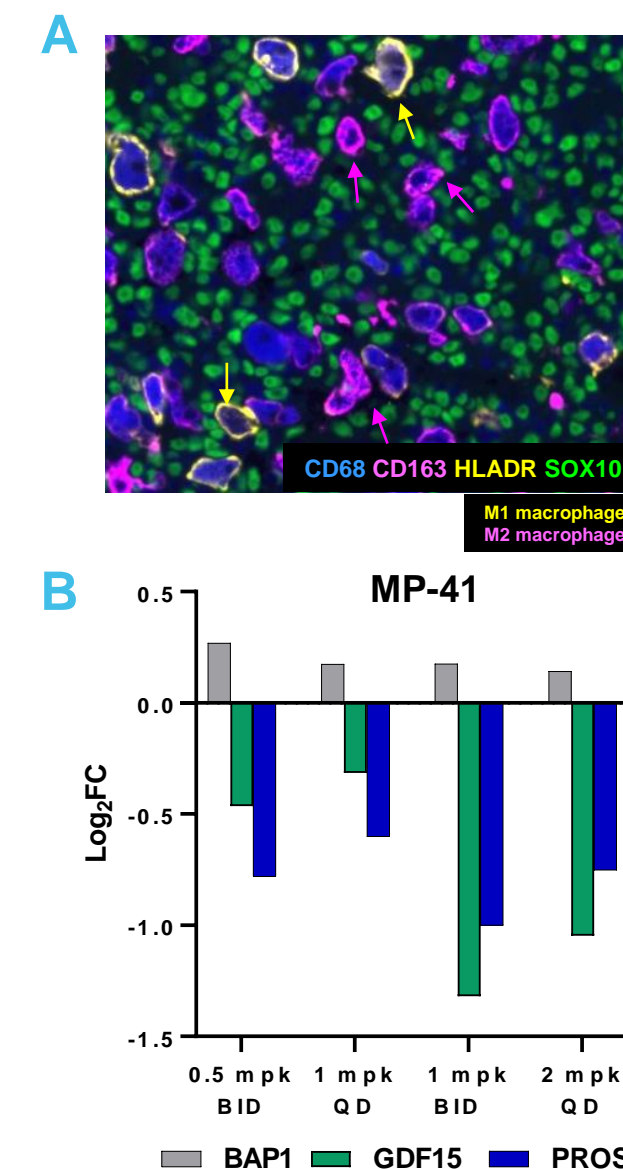 A
CD68 CD163 HLADR SOX10
M1 macrophage
M2 macrophage
B
MP-41
0.5
0.0
-0.5
-1.0
-1.5
Log2FC
0.5 mpk 1 mpk 1 mpk 2 mpk
BID QD BID QD
BAP1 GDF15 PROS